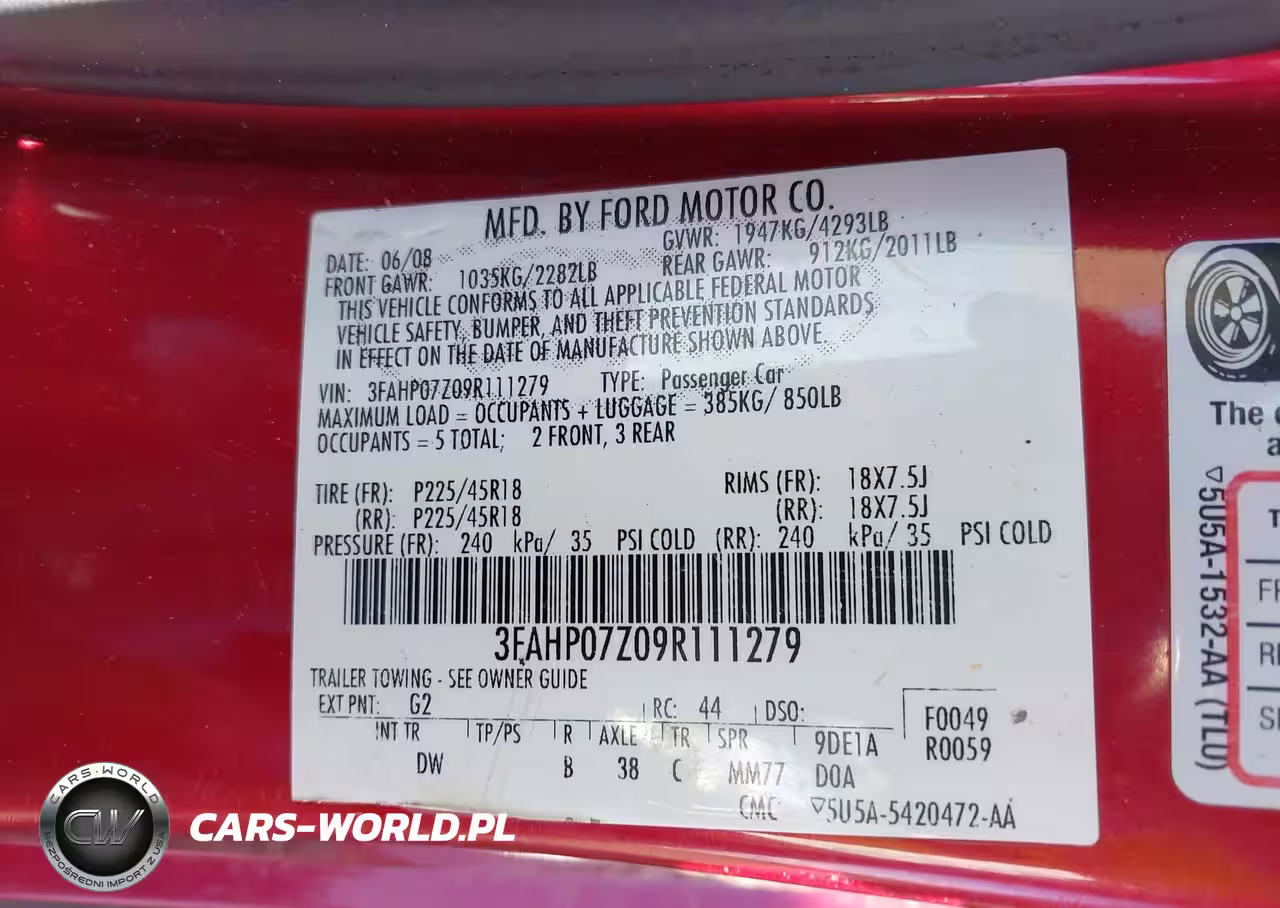 MFD. BY FORD MOTOR CO.
DATE: 06/08 GVWR: 1947KG/4293LB
FRONT GAWR: 1035KG/2282LB REAR GAWR: 912KG/2011LB
THIS VEHICLE CONFORMS TO ALL APPLICABLE FEDERAL MOTOR
VEHICLE SAFETY, BUMPER, AND THEFT PREVENTION STANDARDS
IN EFFECT ON THE DATE OF MANUFACTURE SHOWN ABOVE.
VIN: 3FAHP07Z09R111279 TYPE: Passenger Car
MAXIMUM LOAD = OCCUPANTS + LUGGAGE = 385KG/ 850LB
OCCUPANTS = 5 TOTAL; 2 FRONT, 3 REAR
TIRE (FR): P225/45R18 RIMS (FR): 18X7.5J
(RR): P225/45R18 (RR): 18X7.5J
PRESSURE (FR): 240 kPa/ 35 PSI COLD (RR): 240 kPa/ 35 PSI COLD
3FAHP07Z09R111279
TRAILER TOWING - SEE OWNER GUIDE
EXT PNT: G2 RC: 44 DSO: F0049
INT TR TP/PS R AXLE TR SPR 9DE1A R0059
DW B 38 C MM77 D0A
CMC ▽5U5A-5420472-AA
The
▽5U5A-1532-AA (TLU)
CARS-WORLD
CW
BEZPOŚREDNI IMPORT Z USA
CARS-WORLD.PL